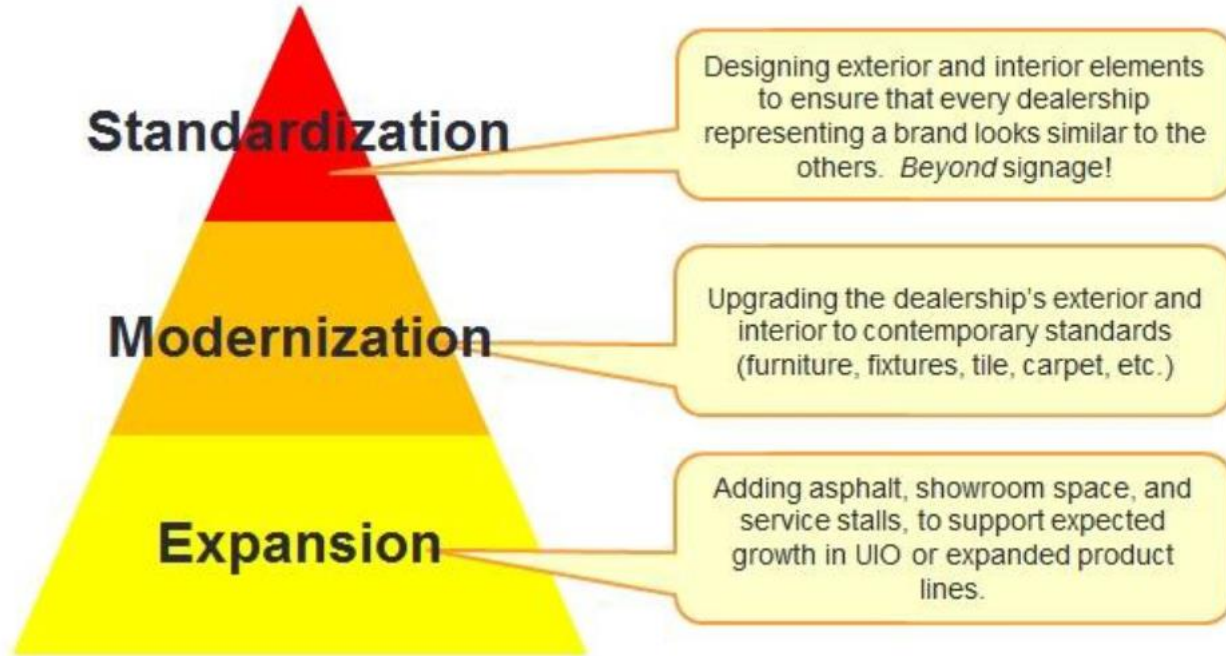 Standardization
Designing exterior and interior elements
to ensure that every dealership
representing a brand looks similar to the
others. Beyond signage!
Modernization
Upgrading the dealership's exterior and
interior to contemporary standards
(furniture, fixtures, tile, carpet, etc.)
Expansion
Adding asphalt, showroom space, and
service stalls, to support expected
growth in UIO or expanded product
lines.